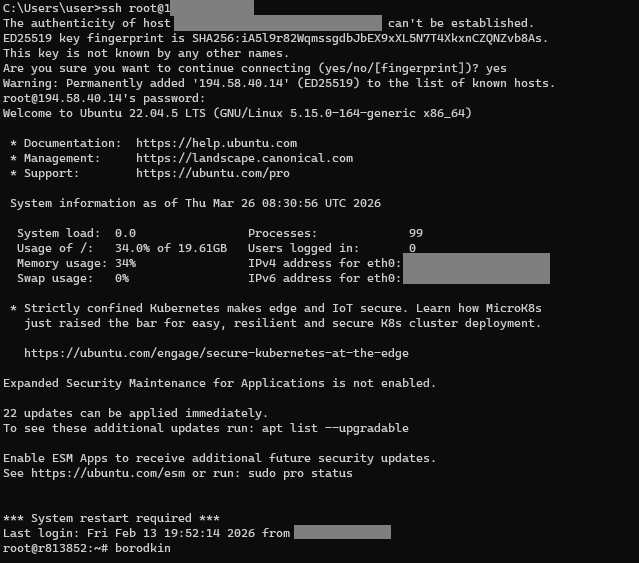 C:\Users\user>ssh root@1
The authenticity of host can't be established.
ED25519 key fingerprint is SHA256:iA5l9r82WqmssgdbJbEX9xXL5N7T4XkxnCZQNZvb8As.
This key is not known by any other names.
Are you sure you want to continue connecting (yes/no/[fingerprint])? yes
Warning: Permanently added '194.58.40.14' (ED25519) to the list of known hosts.
root@194.58.40.14's password:
Welcome to Ubuntu 22.04.5 LTS (GNU/Linux 5.15.0-164-generic x86_64)
* Documentation: https://help.ubuntu.com
* Management: https://landscape.canonical.com
* Support: https://ubuntu.com/pro
System information as of Thu Mar 26 08:30:56 UTC 2026
System load: 0.0 Processes: 99
Usage of /: 34.0% of 19.61GB Users logged in: 0
Memory usage: 34% IPv4 address for eth0:
Swap usage: 0% IPv6 address for eth0:
* Strictly confined Kubernetes makes edge and IoT secure. Learn how MicroK8s
just raised the bar for easy, resilient and secure K8s cluster deployment.
https://ubuntu.com/engage/secure-kubernetes-at-the-edge
Expanded Security Maintenance for Applications is not enabled.
22 updates can be applied immediately.
To see these additional updates run: apt list --upgradable
Enable ESM Apps to receive additional future security updates.
See https://ubuntu.com/esm or run: sudo pro status
*** System restart required ***
Last login: Fri Feb 13 19:52:14 2026 from
root@r813852:~# borodkin